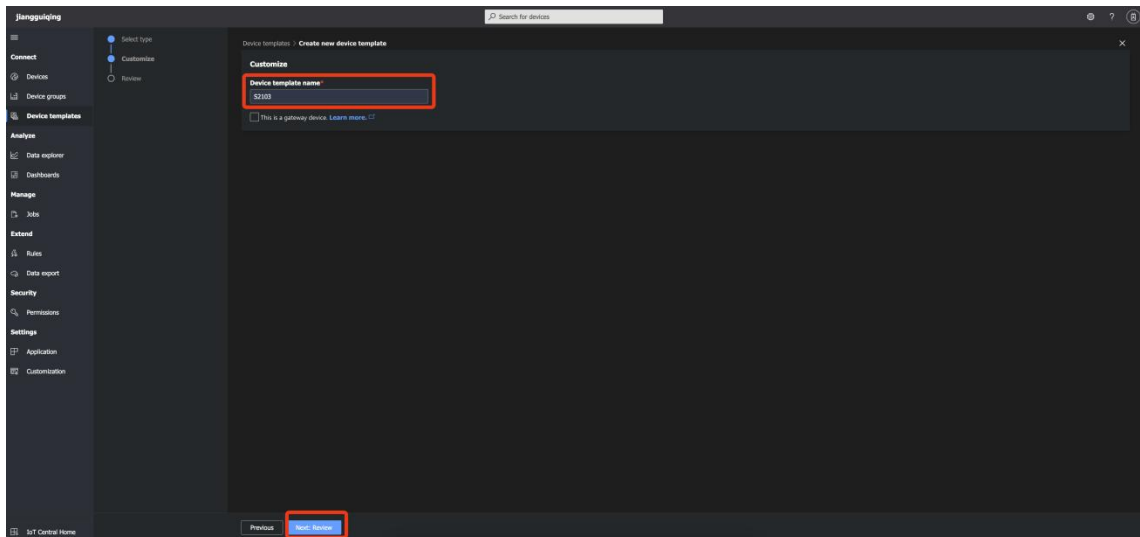 jiangguiqing
Search for devices
?
Connect
Devices
Device groups
Device templates
Analyze
Data explorer
Dashboards
Manage
Jobs
Extend
Rules
Data export
Security
Permissions
Settings
Application
Customization
IoT Central Home
Select type
Customize
Review
Device templates > Create new device template
Customize
Device template name*
S2103
This is a gateway device. Learn more.
Previous
Next: Review